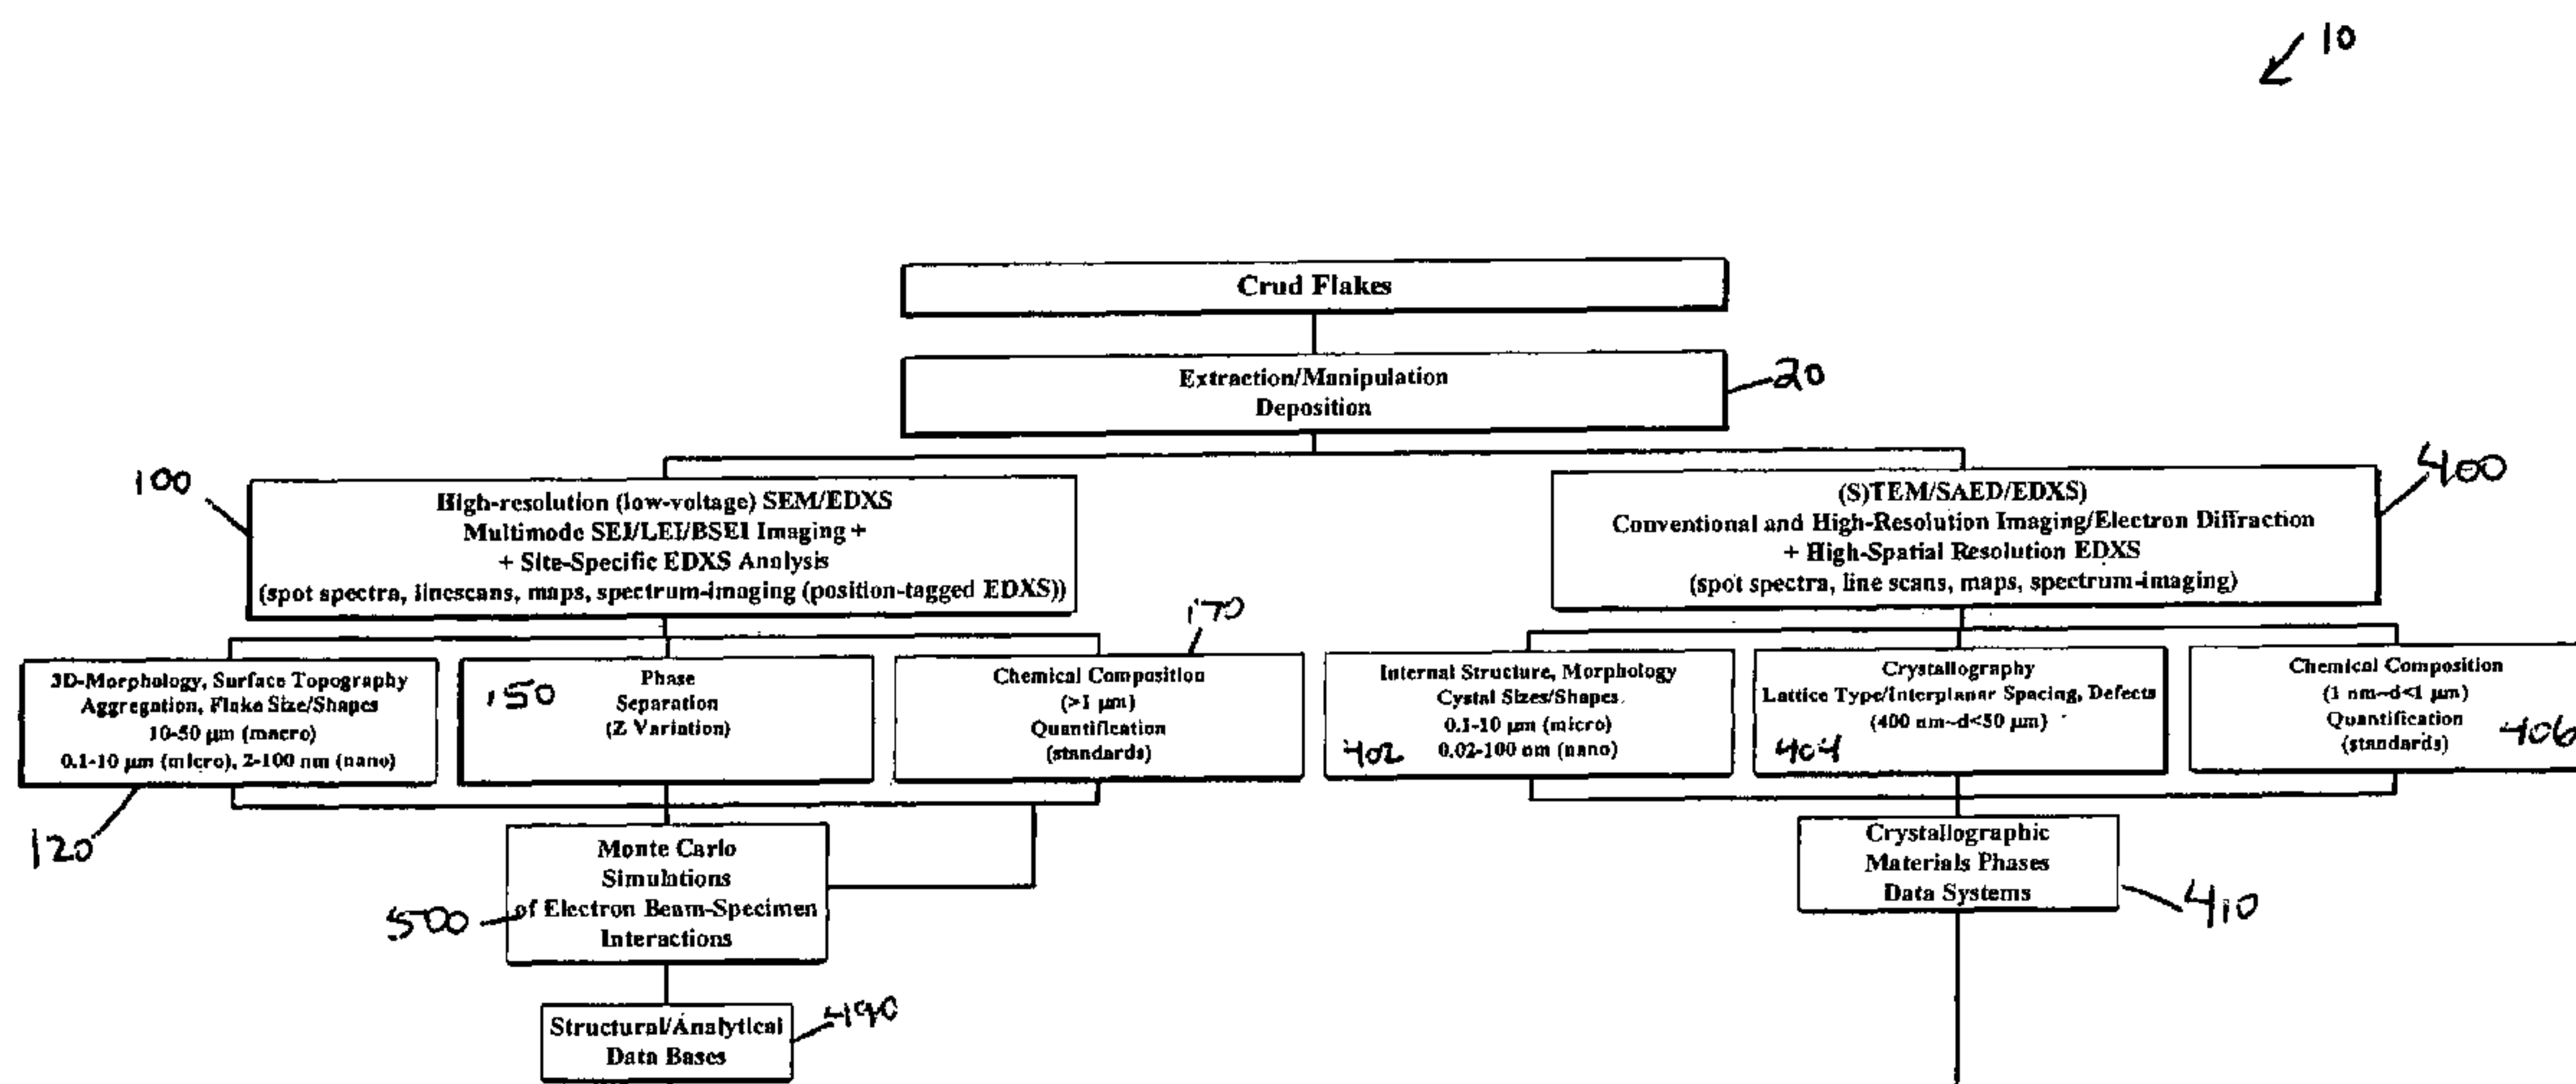 10
Crud Flakes
Extraction/Manipulation
Deposition
20
100
High-resolution (low-voltage) SEM/EDXS
Multimode SEI/LEI/BSEI Imaging +
+ Site-Specific EDXS Analysis
(spot spectra, linescans, maps, spectrum-imaging (position-tagged EDXS))
400
(S)TEM/SAED/EDXS)
Conventional and High-Resolution Imaging/Electron Diffraction
+ High-Spatial Resolution EDXS
(spot spectra, line scans, maps, spectrum-imaging)
170
3D-Morphology, Surface Topography
Aggregation, Flake Size/Shapes
10-50 µm (macro)
0.1-10 µm (micro), 2-100 nm (nano)
120
150
Phase
Separation
(Z Variation)
Chemical Composition
(>1 µm)
Quantification
(standards)
Internal Structure, Morphology
Cystal Sizes/Shapes
0.1-10 µm (micro)
0.02-100 nm (nano)
402
Crystallography
Lattice Type/Interplanar Spacing, Defects
(400 nm~d<50 µm)
404
Chemical Composition
(1 nm~d<1 µm)
Quantification
(standards)
406
Monte Carlo
Simulations
of Electron Beam-Specimen
Interactions
500
Crystallographic
Materials Phases
Data Systems
410
Structural/Analytical
Data Bases
490